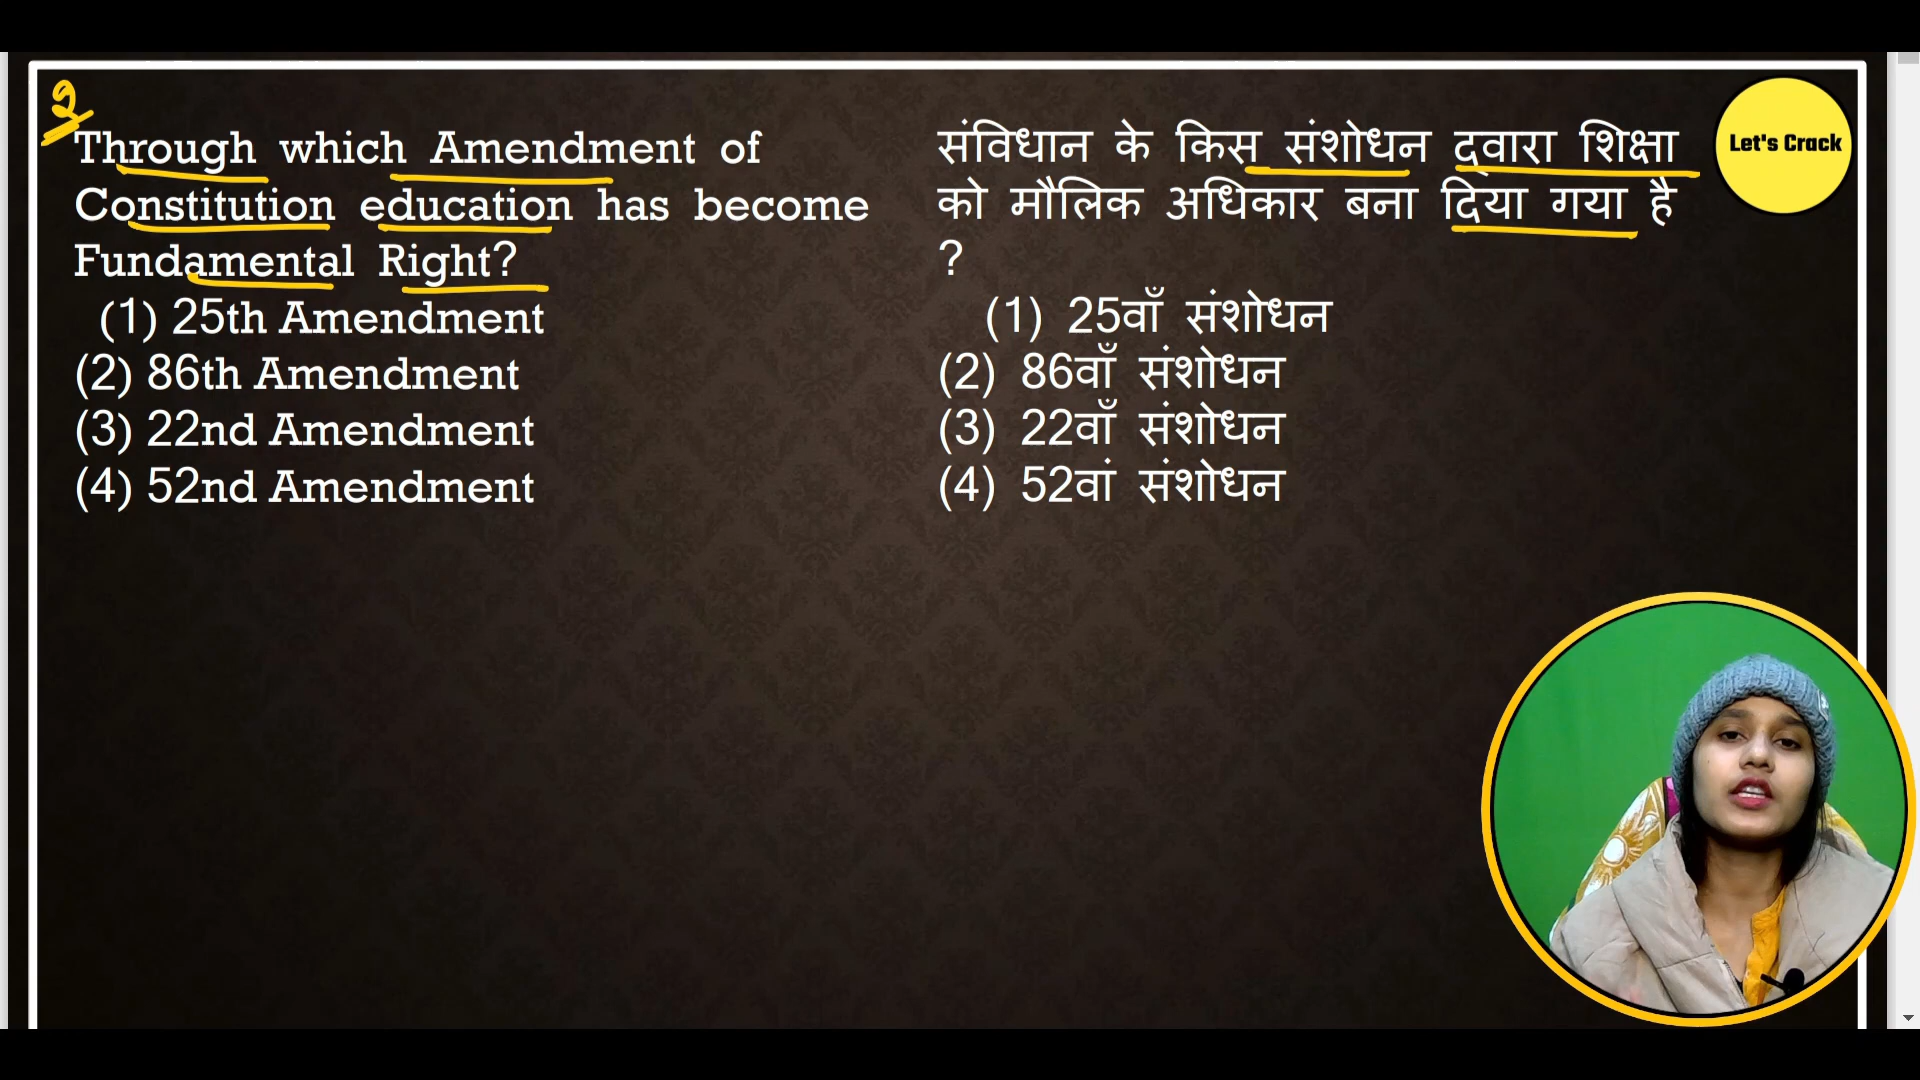 2
Through which Amendment of
Constitution education has become
Fundamental Right?
(1) 25th Amendment
(2) 86th Amendment
(3) 22nd Amendment
(4) 52nd Amendment
संविधान के किस संशोधन द्वारा शिक्षा
को मौलिक अधिकार बना दिया गया है
?
(1) 25वाँ संशोधन
(2) 86वाँ संशोधन
(3) 22वाँ संशोधन
(4) 52वां संशोधन
Let's Crack